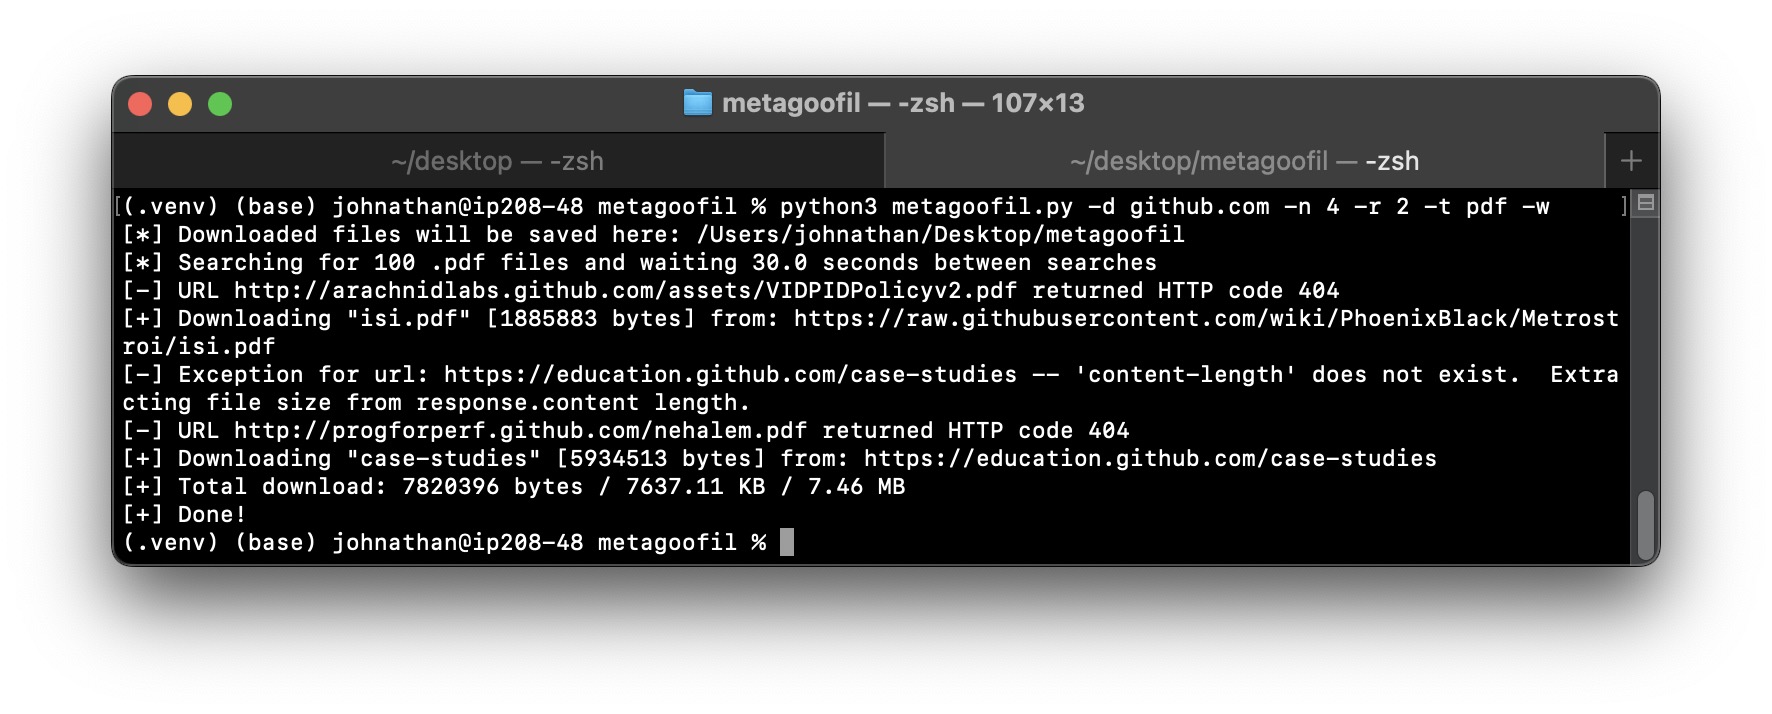 metagoofil — -zsh — 107×13
~/desktop — -zsh
~/desktop/metagoofil — -zsh
[(.venv) (base) johnathan@ip208-48 metagoofil % python3 metagoofil.py -d github.com -n 4 -r 2 -t pdf -w ]
[*] Downloaded files will be saved here: /Users/johnathan/Desktop/metagoofil
[*] Searching for 100 .pdf files and waiting 30.0 seconds between searches
[-] URL http://arachnidlabs.github.com/assets/VIDPIDPolicyv2.pdf returned HTTP code 404
[+] Downloading "isi.pdf" [1885883 bytes] from: https://raw.githubusercontent.com/wiki/PhoenixBlack/Metrost
roi/isi.pdf
[-] Exception for url: https://education.github.com/case-studies -- 'content-length' does not exist.  Extra
cting file size from response.content length.
[-] URL http://progforperf.github.com/nehalem.pdf returned HTTP code 404
[+] Downloading "case-studies" [5934513 bytes] from: https://education.github.com/case-studies
[+] Total download: 7820396 bytes / 7637.11 KB / 7.46 MB
[+] Done!
(.venv) (base) johnathan@ip208-48 metagoofil %